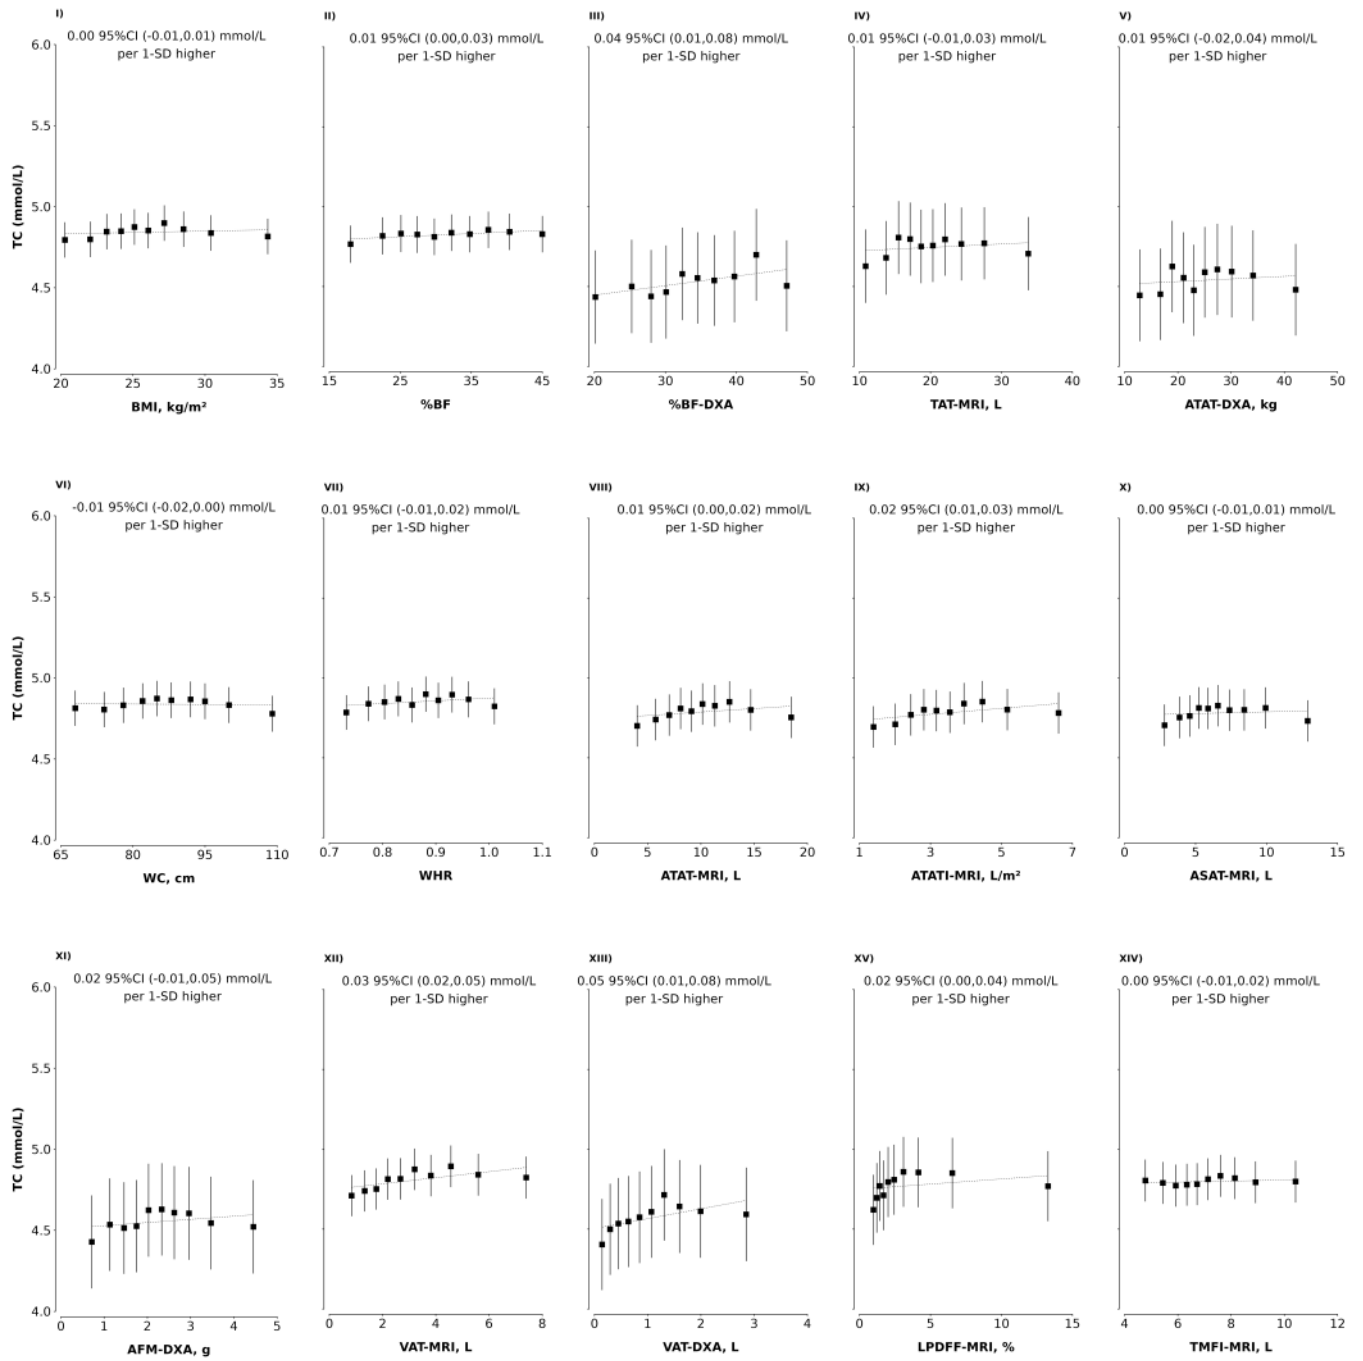 I)
0.00 95%CI (-0.01,0.01) mmol/L
per 1-SD higher
II)
0.01 95%CI (0.00,0.03) mmol/L
per 1-SD higher
III)
0.04 95%CI (0.01,0.08) mmol/L
per 1-SD higher
IV)
0.01 95%CI (-0.01,0.03) mmol/L
per 1-SD higher
V)
0.01 95%CI (-0.02,0.04) mmol/L
per 1-SD higher
TC (mmol/L)
6.0
5.5
5.0
4.5
4.0
20 25 30 35
BMI, kg/m²
15 25 35 45
%BF
20 30 40 50
%BF-DXA
10 20 30 40
TAT-MRI, L
10 20 30 40 50
ATAT-DXA, kg
VI)
-0.01 95%CI (-0.02,0.00) mmol/L
per 1-SD higher
VII)
0.01 95%CI (-0.01,0.02) mmol/L
per 1-SD higher
VIII)
0.01 95%CI (0.00,0.02) mmol/L
per 1-SD higher
IX)
0.02 95%CI (0.01,0.03) mmol/L
per 1-SD higher
X)
0.00 95%CI (-0.01,0.01) mmol/L
per 1-SD higher
TC (mmol/L)
6.0
5.5
5.0
4.5
4.0
65 80 95 110
WC, cm
0.7 0.8 0.9 1.0 1.1
WHR
0 5 10 15 20
ATAT-MRI, L
1 3 5 7
ATATI-MRI, L/m²
0 5 10 15
ASAT-MRI, L
XI)
0.02 95%CI (-0.01,0.05) mmol/L
per 1-SD higher
XII)
0.03 95%CI (0.02,0.05) mmol/L
per 1-SD higher
XIII)
0.05 95%CI (0.01,0.08) mmol/L
per 1-SD higher
XV)
0.02 95%CI (0.00,0.04) mmol/L
per 1-SD higher
XIV)
0.00 95%CI (-0.01,0.02) mmol/L
per 1-SD higher
TC (mmol/L)
6.0
5.5
5.0
4.5
4.0
0 1 2 3 4 5
AFM-DXA, g
0 2 4 6 8
VAT-MRI, L
0 1 2 3 4
VAT-DXA, L
0 5 10 15
LPDFF-MRI, %
4 6 8 10 12
TMFI-MRI, L